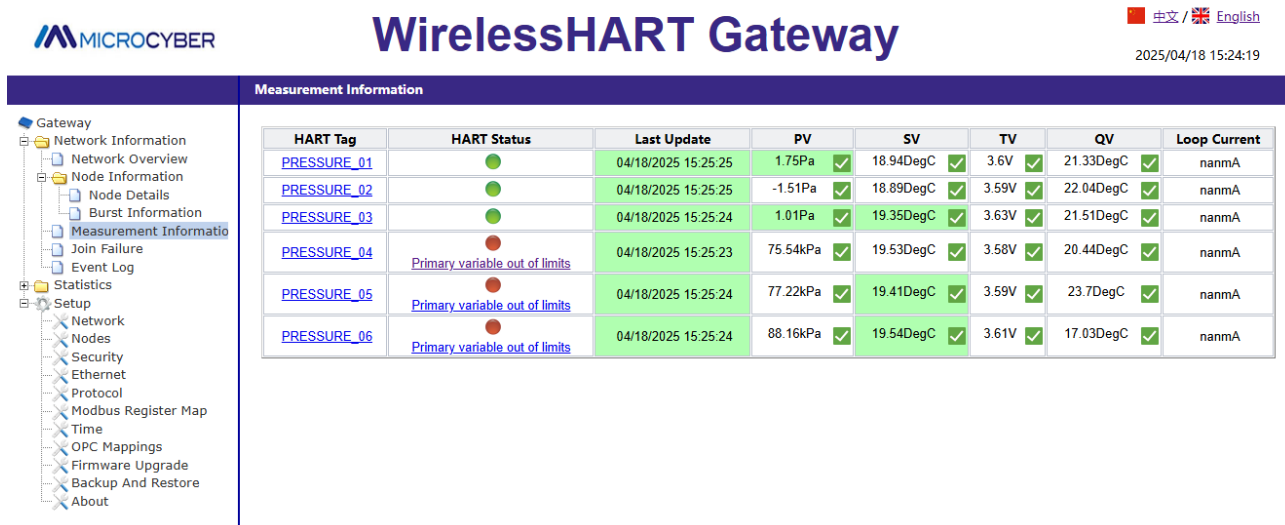 MICROCYBER
WirelessHART Gateway
中文 / English
2025/04/18 15:24:19
Measurement Information
Gateway
Network Information
Network Overview
Node Information
Node Details
Burst Information
Measurement Informatio
Join Failure
Event Log
Statistics
Setup
Network
Nodes
Security
Ethernet
Protocol
Modbus Register Map
Time
OPC Mappings
Firmware Upgrade
Backup And Restore
About
HART Tag HART Status Last Update PV SV TV QV Loop Current
PRESSURE_01 04/18/2025 15:25:25 1.75Pa 18.94DegC 3.6V 21.33DegC nanmA
PRESSURE_02 04/18/2025 15:25:25 -1.51Pa 18.89DegC 3.59V 22.04DegC nanmA
PRESSURE_03 04/18/2025 15:25:24 1.01Pa 19.35DegC 3.63V 21.51DegC nanmA
PRESSURE_04 Primary variable out of limits 04/18/2025 15:25:23 75.54kPa 19.53DegC 3.58V 20.44DegC nanmA
PRESSURE_05 Primary variable out of limits 04/18/2025 15:25:24 77.22kPa 19.41DegC 3.59V 23.7DegC nanmA
PRESSURE_06 Primary variable out of limits 04/18/2025 15:25:24 88.16kPa 19.54DegC 3.61V 17.03DegC nanmA